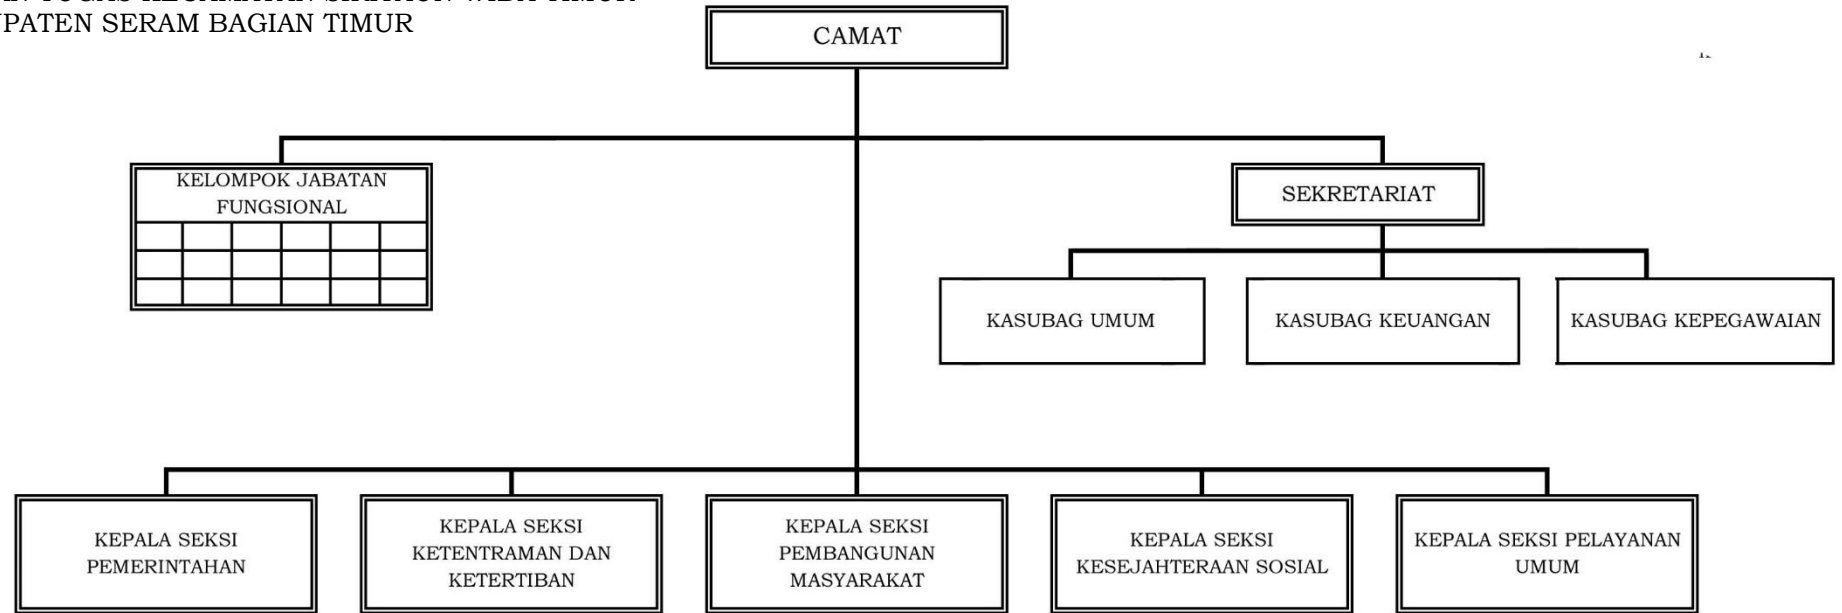 PATEN SERAM BAGIAN TIMUR
CAMAT
KELOMPOK JABATAN
FUNGSIONAL
SEKRETARIAT
KASUBAG UMUM
KASUBAG KEUANGAN
KASUBAG KEPEGAWAIAN
KEPALA SEKSI
PEMERINTAHAN
KEPALA SEKSI
KETENTRAMAN DAN
KETERTIBAN
KEPALA SEKSI
PEMBANGUNAN
MASYARAKAT
KEPALA SEKSI
KESEJAHTERAAN SOSIAL
KEPALA SEKSI PELAYANAN
UMUM